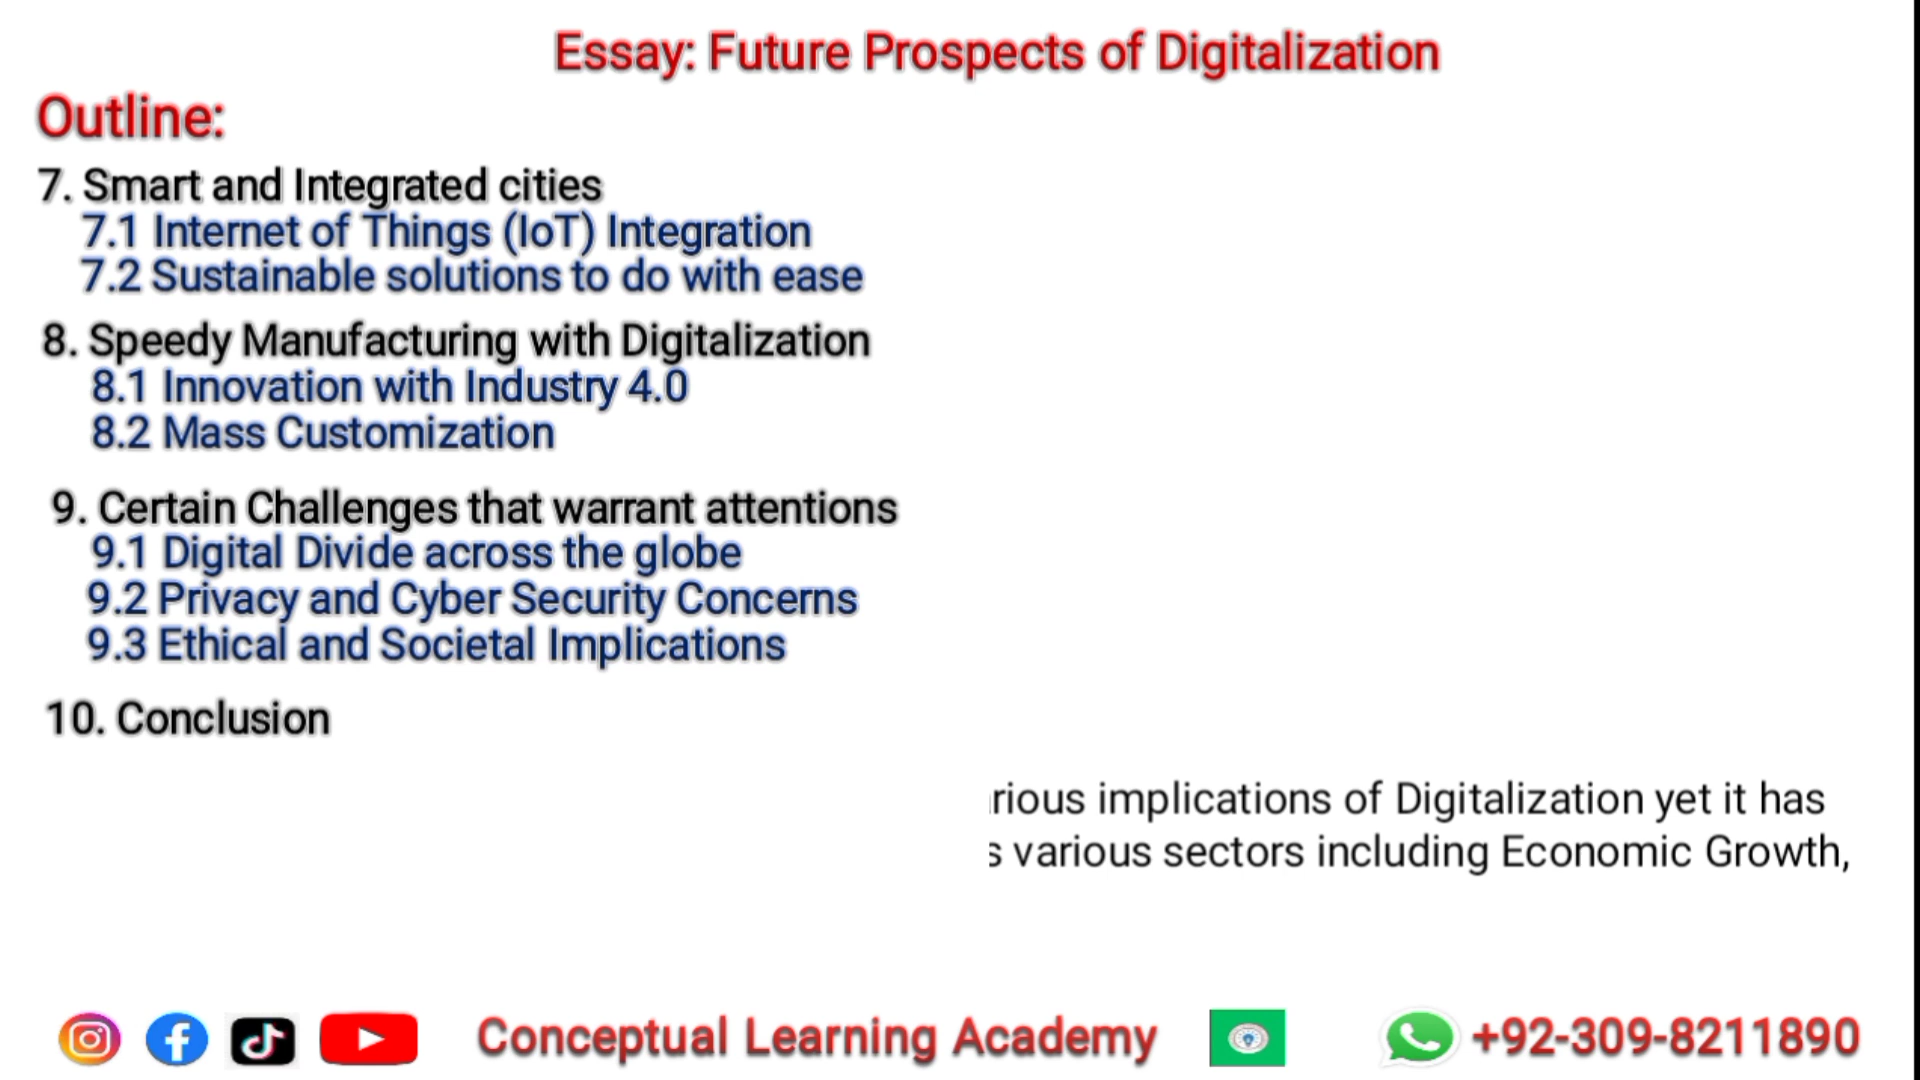 Essay: Future Prospects of Digitalization
Outline:
7. Smart and Integrated cities
7.1 Internet of Things (IoT) Integration
7.2 Sustainable solutions to do with ease
8. Speedy Manufacturing with Digitalization
8.1 Innovation with Industry 4.0
8.2 Mass Customization
9. Certain Challenges that warrant attentions
9.1 Digital Divide across the globe
9.2 Privacy and Cyber Security Concerns
9.3 Ethical and Societal Implications
10. Conclusion
implications of Digitalization yet it has
various sectors including Economic Growth,
Conceptual Learning Academy
+92-309-8211890